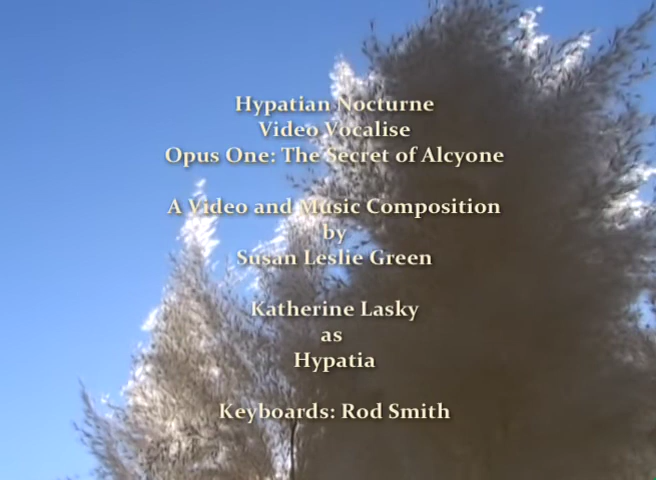 Hypatian Nocturne
Video Vocalise
Opus One: The Secret of Alcyone
A Video and Music Composition
by
Susan Leslie Green
Katherine Lasky
as
Hypatia
Keyboards: Rod Smith